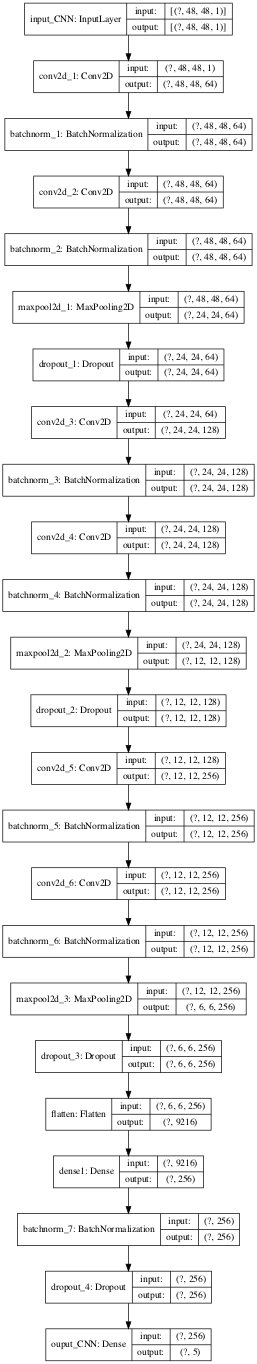 input_CNN: InputLayer
input: [(?, 48, 48, 1)]
output: [(?, 48, 48, 1)]
conv2d_1: Conv2D
input: (?, 48, 48, 1)
output: (?, 48, 48, 64)
batchnorm_1: BatchNormalization
input: (?, 48, 48, 64)
output: (?, 48, 48, 64)
conv2d_2: Conv2D
input: (?, 48, 48, 64)
output: (?, 48, 48, 64)
batchnorm_2: BatchNormalization
input: (?, 48, 48, 64)
output: (?, 48, 48, 64)
maxpool2d_1: MaxPooling2D
input: (?, 48, 48, 64)
output: (?, 24, 24, 64)
dropout_1: Dropout
input: (?, 24, 24, 64)
output: (?, 24, 24, 64)
conv2d_3: Conv2D
input: (?, 24, 24, 64)
output: (?, 24, 24, 128)
batchnorm_3: BatchNormalization
input: (?, 24, 24, 128)
output: (?, 24, 24, 128)
conv2d_4: Conv2D
input: (?, 24, 24, 128)
output: (?, 24, 24, 128)
batchnorm_4: BatchNormalization
input: (?, 24, 24, 128)
output: (?, 24, 24, 128)
maxpool2d_2: MaxPooling2D
input: (?, 24, 24, 128)
output: (?, 12, 12, 128)
dropout_2: Dropout
input: (?, 12, 12, 128)
output: (?, 12, 12, 128)
conv2d_5: Conv2D
input: (?, 12, 12, 128)
output: (?, 12, 12, 256)
batchnorm_5: BatchNormalization
input: (?, 12, 12, 256)
output: (?, 12, 12, 256)
conv2d_6: Conv2D
input: (?, 12, 12, 256)
output: (?, 12, 12, 256)
batchnorm_6: BatchNormalization
input: (?, 12, 12, 256)
output: (?, 12, 12, 256)
maxpool2d_3: MaxPooling2D
input: (?, 12, 12, 256)
output: (?, 6, 6, 256)
dropout_3: Dropout
input: (?, 6, 6, 256)
output: (?, 6, 6, 256)
flatten: Flatten
input: (?, 6, 6, 256)
output: (?, 9216)
dense1: Dense
input: (?, 9216)
output: (?, 256)
batchnorm_7: BatchNormalization
input: (?, 256)
output: (?, 256)
dropout_4: Dropout
input: (?, 256)
output: (?, 256)
ouput_CNN: Dense
input: (?, 256)
output: (?, 5)